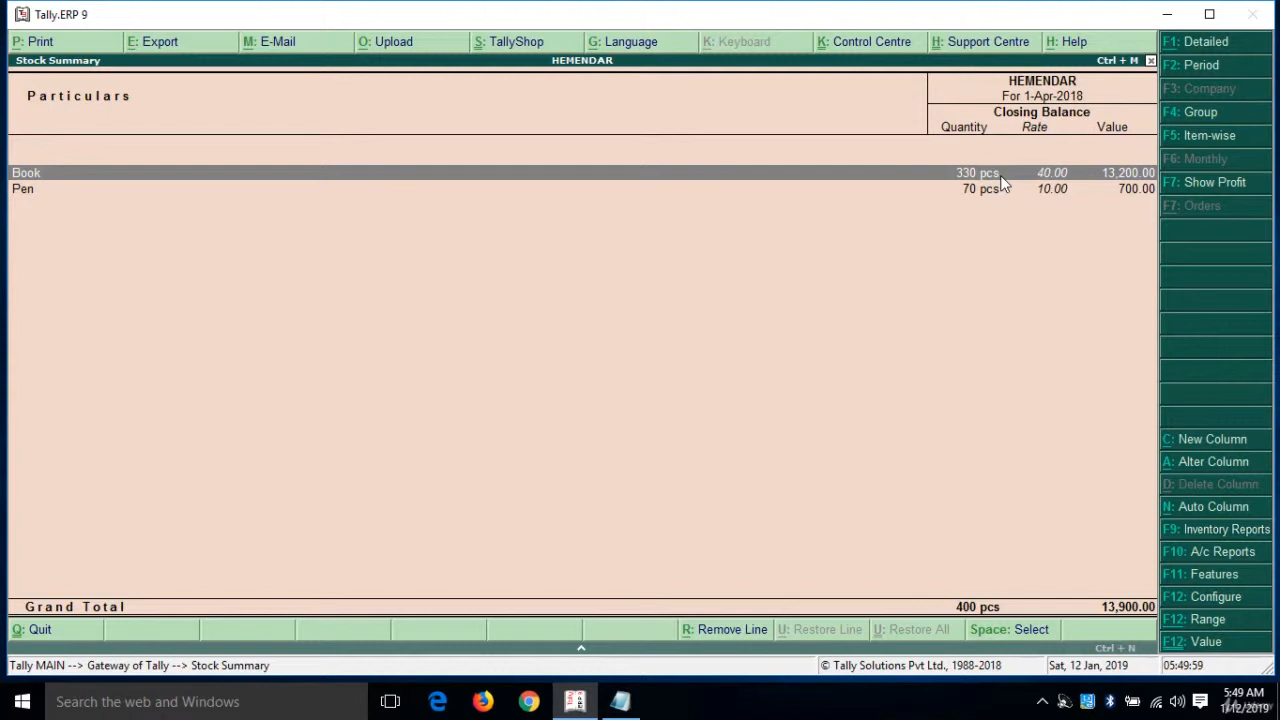 Tally.ERP 9
P: Print E: Export M: E-Mail O: Upload S: TallyShop G: Language K: Keyboard K: Control Centre H: Support Centre H: Help
Stock Summary HEMENDAR Ctrl + M
Particulars
HEMENDAR
For 1-Apr-2018
Closing Balance
Quantity Rate Value
Book 330 pcs 40.00 13,200.00
Pen 70 pcs 10.00 700.00
Grand Total 400 pcs 13,900.00
F1: Detailed
F2: Period
F3: Company
F4: Group
F5: Item-wise
F6: Monthly
F7: Show Profit
F7: Orders
C: New Column
A: Alter Column
D: Delete Column
N: Auto Column
F9: Inventory Reports
F10: A/c Reports
F11: Features
F12: Configure
F12: Range
F12: Value
Q: Quit R: Remove Line U: Restore Line U: Restore All Space: Select
Ctrl + N
Tally MAIN --> Gateway of Tally --> Stock Summary © Tally Solutions Pvt Ltd., 1988-2018 Sat, 12 Jan, 2019 05:49:59
Search the web and Windows
5:49 AM
1/12/2019